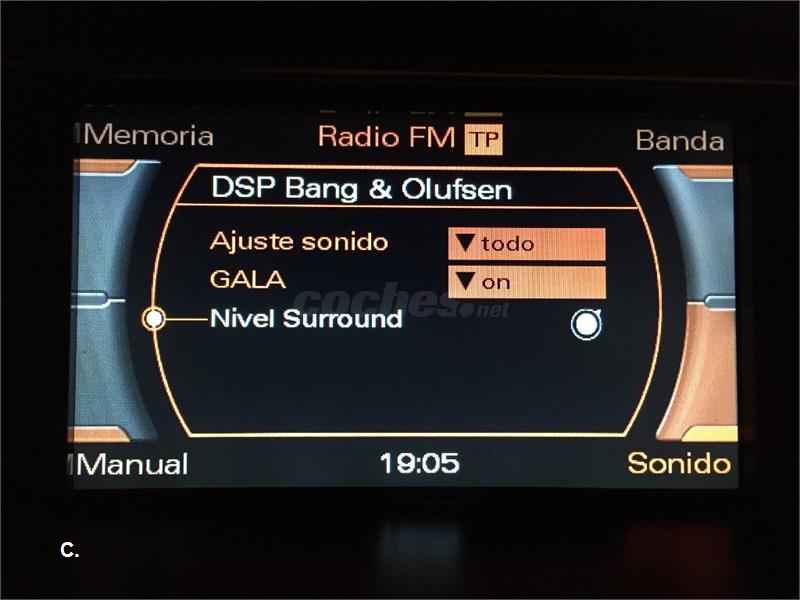 Memoria Radio FM TP Banda
DSP Bang & Olufsen
Ajuste sonido ▼ todo
GALA ▼ on
coches.net
Nivel Surround
Manual 19:05 Sonido
C.